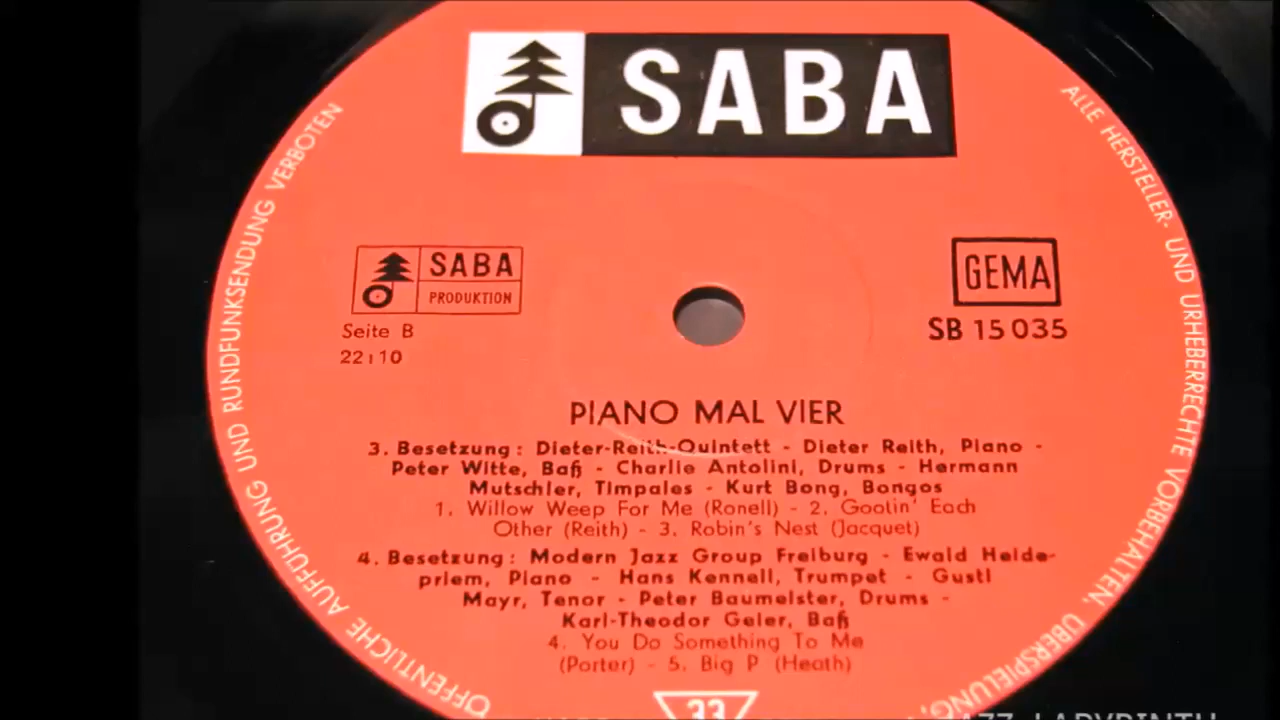 SABA
SABA
PRODUKTION
Seite B
22:10
GEMA
SB 15 035
PIANO MAL VIER
3. Besetzung: Dieter-Reith-Quintett - Dieter Reith, Piano -
Peter Witte, Baß - Charlie Antolini, Drums - Hermann
Mutschler, Timpales - Kurt Bong, Bongos
1. Willow Weep For Me (Ronell) - 2. Gootin' Each
Other (Reith) - 3. Robin's Nest (Jacquet)
4. Besetzung: Modern Jazz Group Freiburg - Ewald Heide-
priem, Piano - Hans Kennell, Trumpet - Gustl
Mayr, Tenor - Peter Baumeister, Drums -
Karl-Theodor Geier, Baß
4. You Do Something To Me
(Porter) - 5. Big P (Heath)
33
ÖFFENTLICHE AUFFÜHRUNG UND RUNDFUNKSENDUNG VERBOTEN
ALLE HERSTELLER- UND URHEBERRECHTE VORBEHALTEN, ÜBERSPIELUNG,
JAZZ LABYRINTH